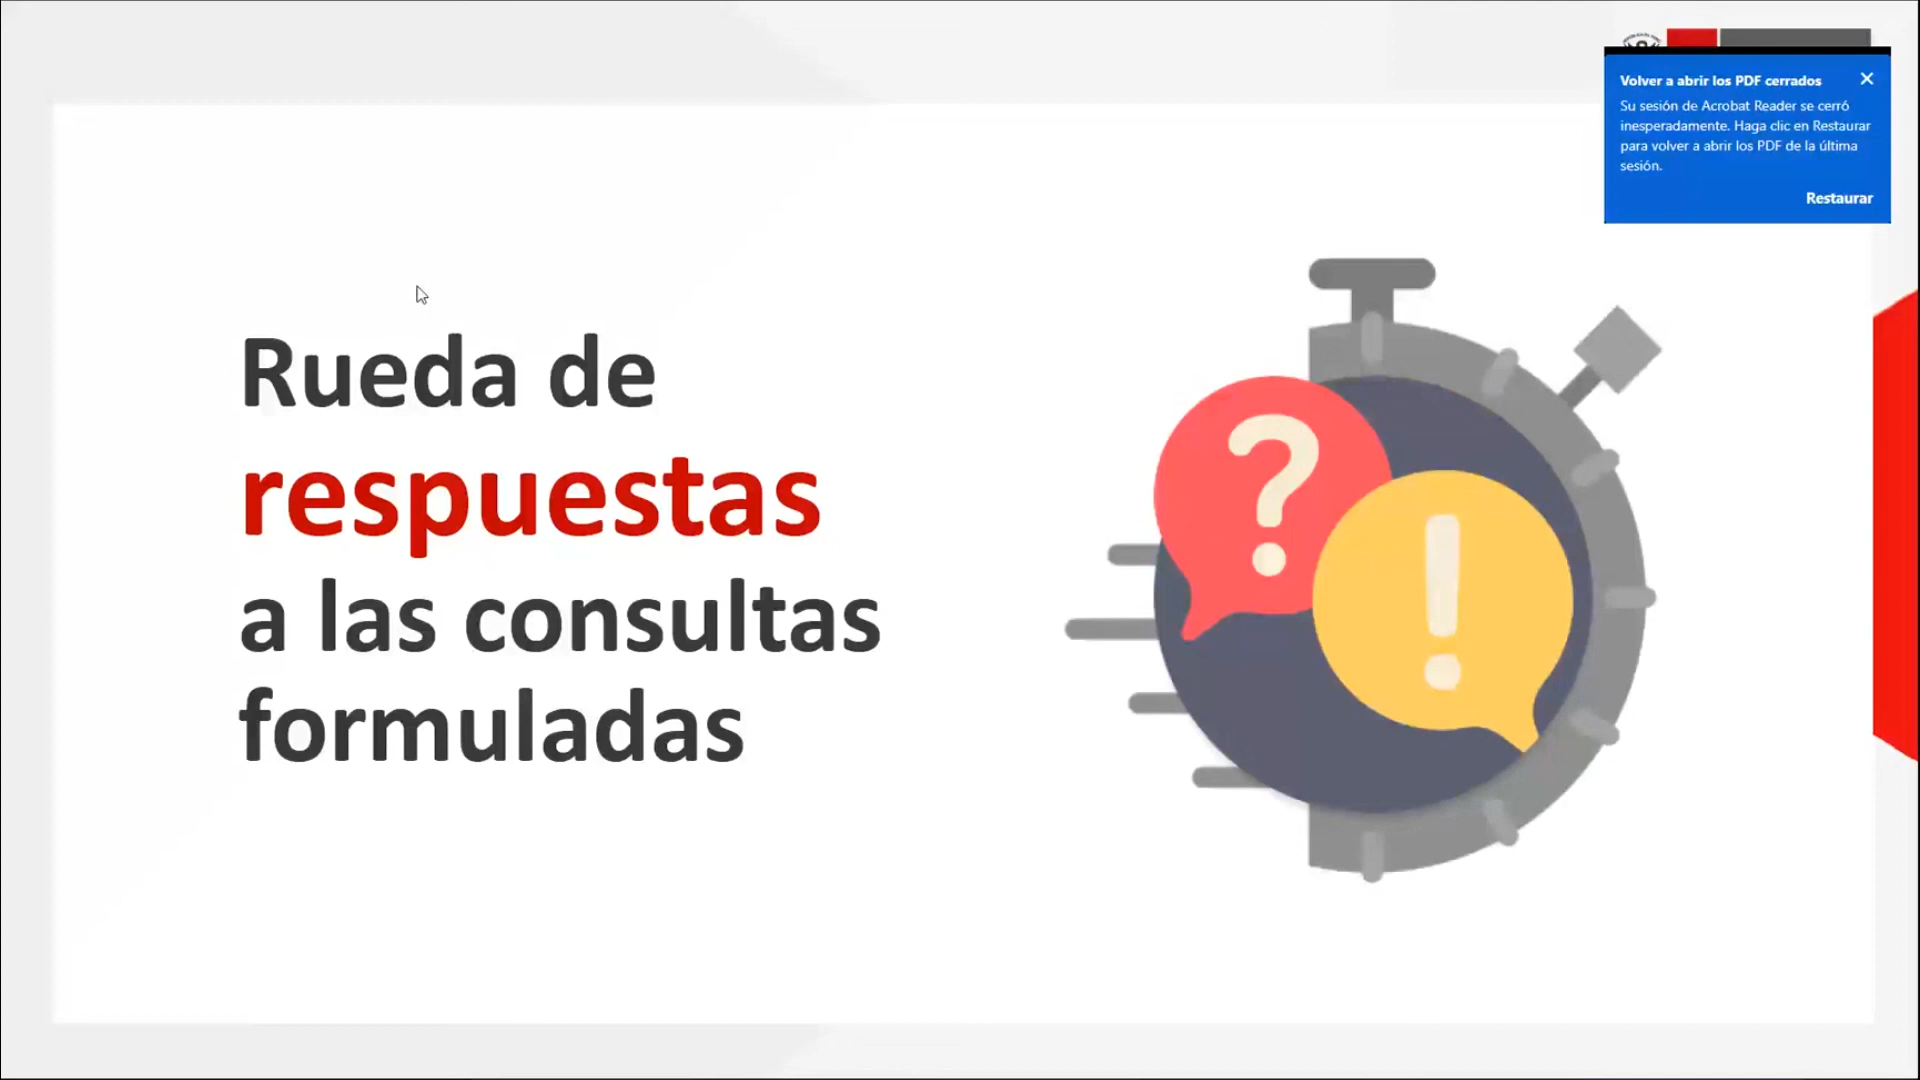 Volver a abrir los PDF cerrados
Su sesión de Acrobat Reader se cerró
inesperadamente. Haga clic en Restaurar
para volver a abrir los PDF de la última
sesión.
Restaurar
Rueda de
respuestas
a las consultas
formuladas
?
!